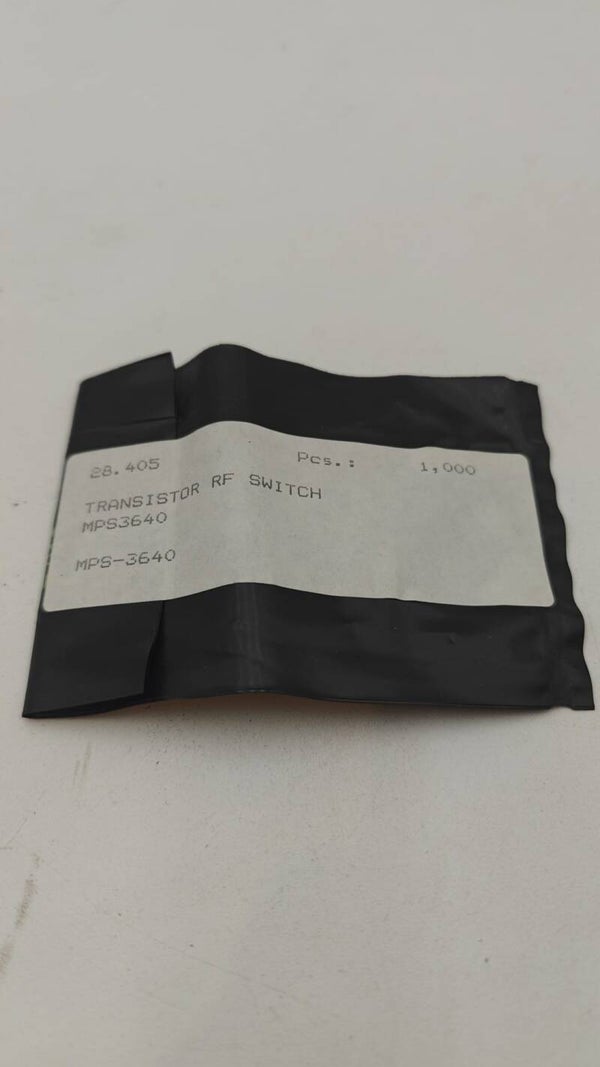 28.405 Pcs.: 1,000
TRANSISTOR RF SWITCH
MPS3640
MPS-3640